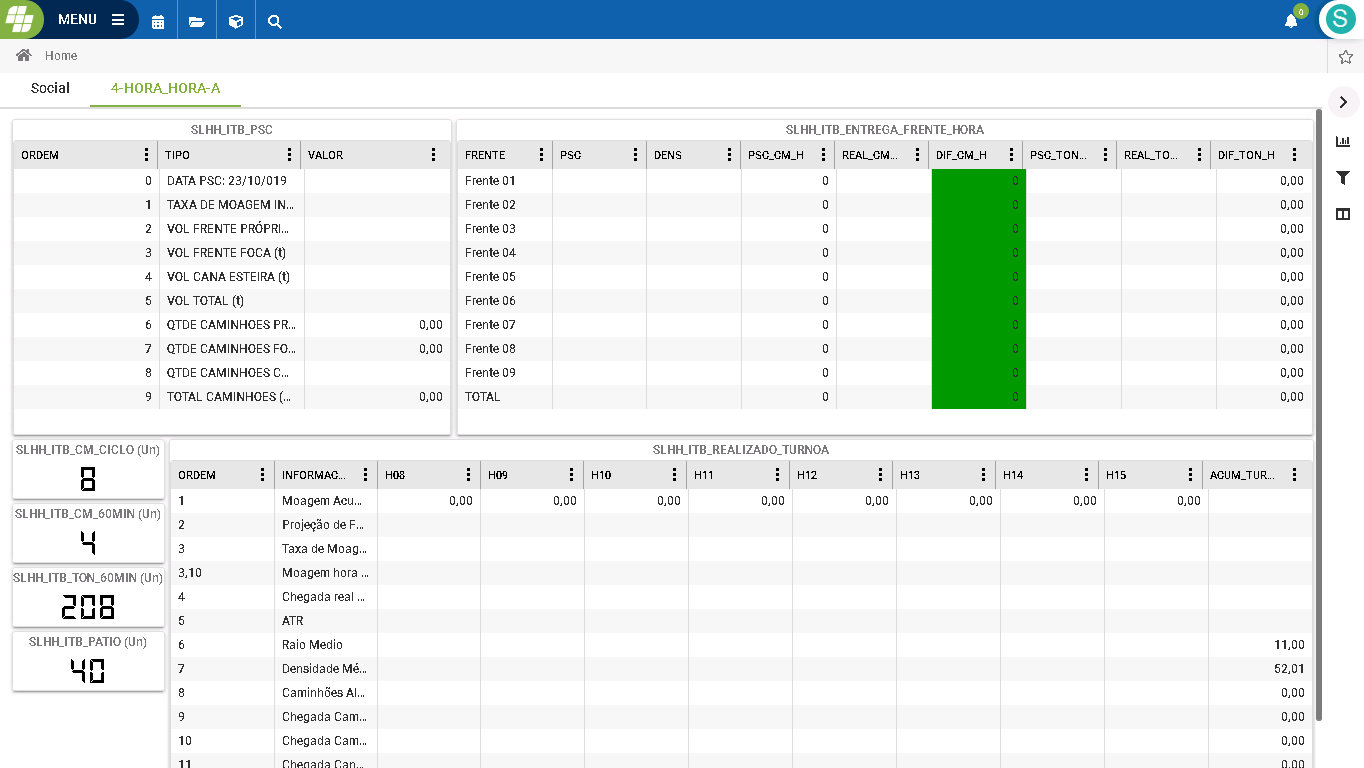 MENU
0
S
Home
Social 4-HORA_HORA-A
SLHH_ITB_PSC
ORDEM TIPO VALOR
0 DATA PSC: 23/10/019
1 TAXA DE MOAGEM IN...
2 VOL FRENTE PRÓPRI...
3 VOL FRENTE FOCA (t)
4 VOL CANA ESTEIRA (t)
5 VOL TOTAL (t)
6 QTDE CAMINHOES PR... 0,00
7 QTDE CAMINHOES FO... 0,00
8 QTDE CAMINHOES C...
9 TOTAL CAMINHOES (... 0,00
SLHH_ITB_ENTREGA_FRENTE_HORA
FRENTE PSC DENS PSC_CM_H REAL_CM... DIF_CM_H PSC_TON... REAL_TO... DIF_TON_H
Frente 01 0 0 0,00
Frente 02 0 0 0,00
Frente 03 0 0 0,00
Frente 04 0 0 0,00
Frente 05 0 0 0,00
Frente 06 0 0 0,00
Frente 07 0 0 0,00
Frente 08 0 0 0,00
Frente 09 0 0 0,00
TOTAL 0 0 0,00
SLHH_ITB_CM_CICLO (Un)
8
SLHH_ITB_CM_60MIN (Un)
4
SLHH_ITB_TON_60MIN (Un)
208
SLHH_ITB_PATIO (Un)
40
SLHH_ITB_REALIZADO_TURNOA
ORDEM INFORMAC... H08 H09 H10 H11 H12 H13 H14 H15 ACUM_TUR...
1 Moagem Acu... 0,00 0,00 0,00 0,00 0,00 0,00 0,00 0,00
2 Projeção de F...
3 Taxa de Moag...
3,10 Moagem hora ...
4 Chegada real ...
5 ATR
6 Raio Medio 11,00
7 Densidade Mé... 52,01
8 Caminhões Al... 0,00
9 Chegada Cam... 0,00
10 Chegada Cam... 0,00
11 Chegada Can... 0,00